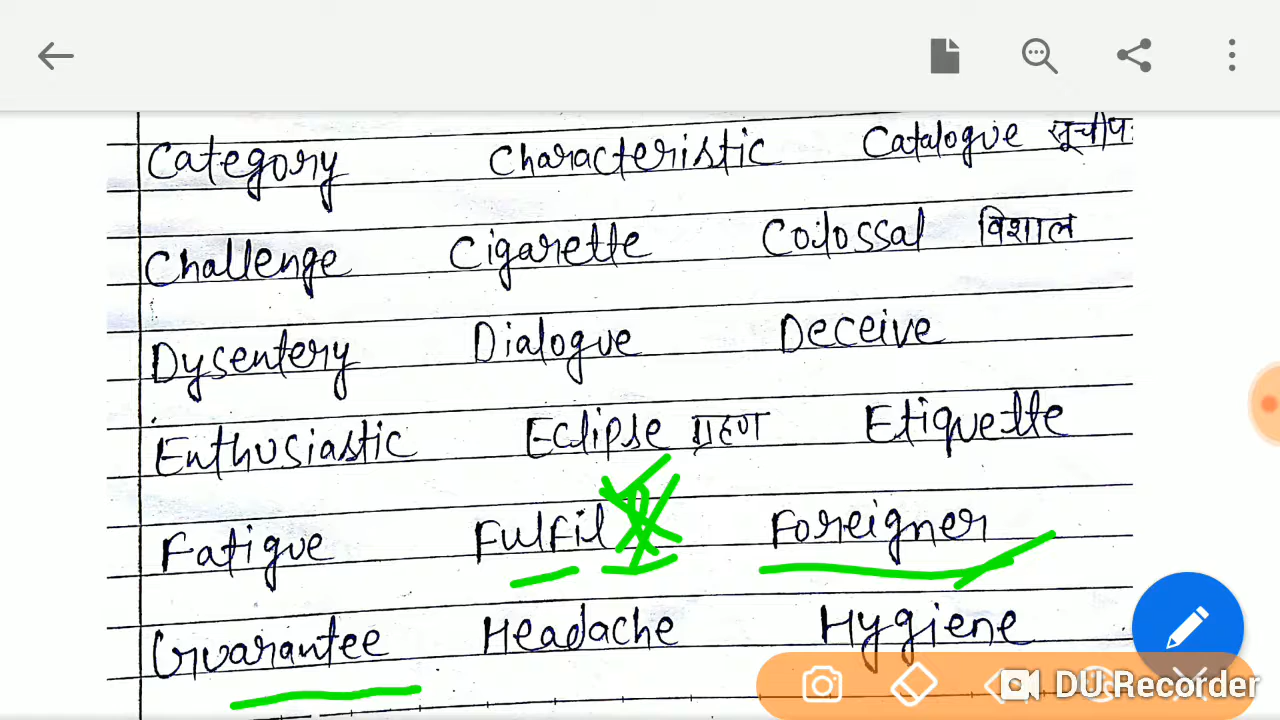 Category Characteristic Catalogue
Challenge Cigarette Coilossal विशाल
Dysentery Dialogue Deceive
Enthusiastic Eclipse ग्रहण Etiquette
Fatigue Fulfil Foreigner
Guarantee Headache Hygiene
DU Recorder